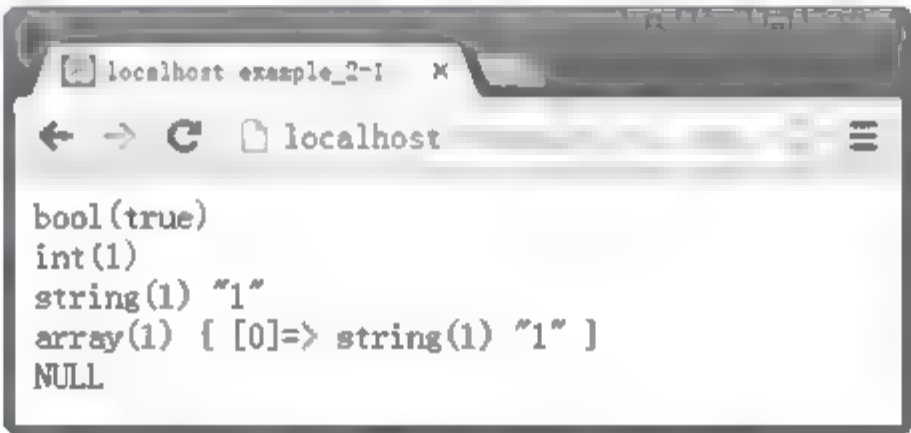 localhost example_2-1 ×
localhost
bool(true)
int(1)
string(1) "1"
array(1) { [0]=> string(1) "1" }
NULL